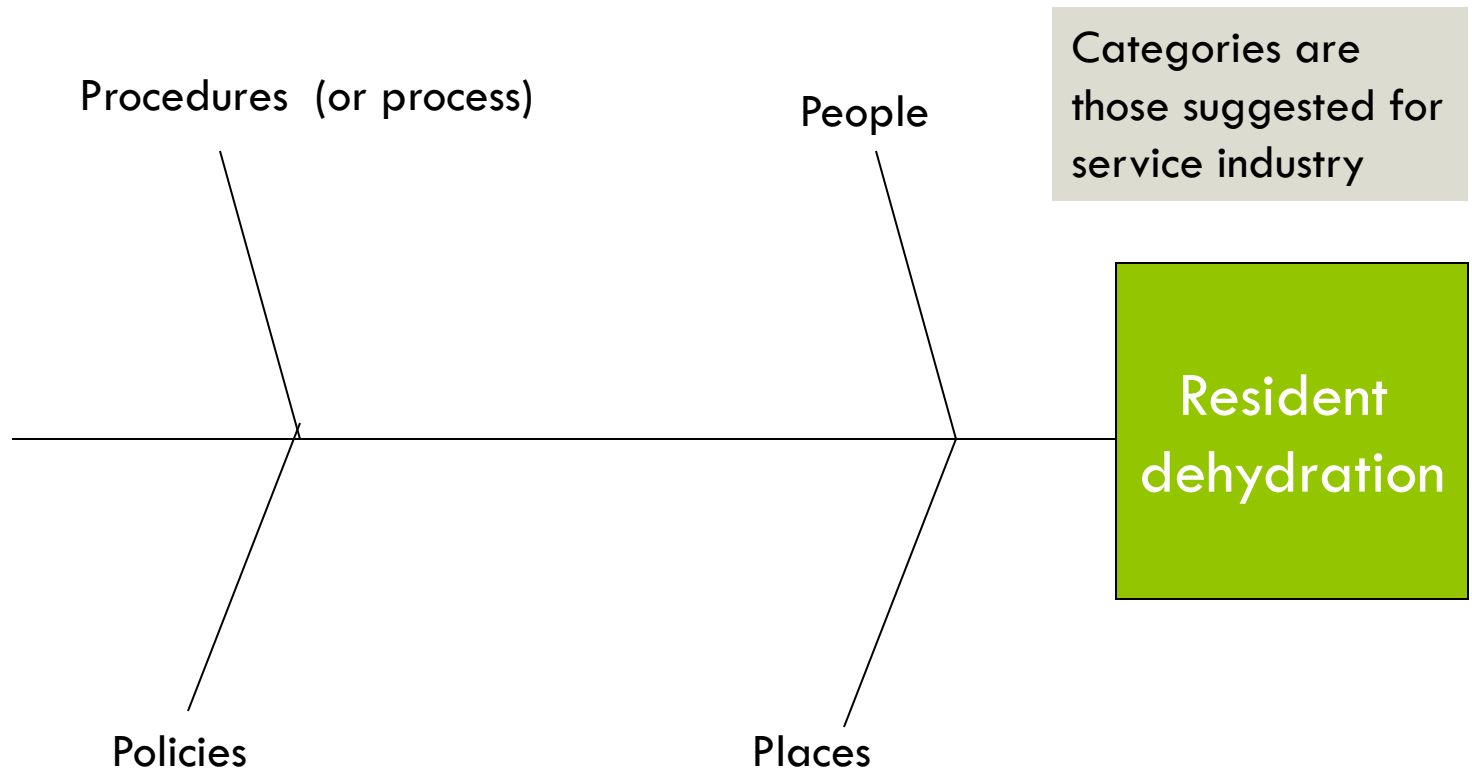 Procedures  (or process)
People
Categories are
those suggested for
service industry
Resident
dehydration
Policies
Places